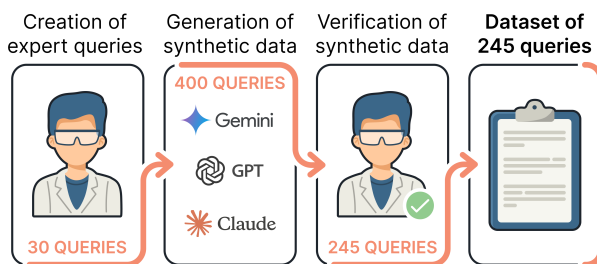 Creation of
expert queries
30 QUERIES
Generation of
synthetic data
400 QUERIES
Gemini
GPT
Claude
Verification of
synthetic data
245 QUERIES
Dataset of
245 queries